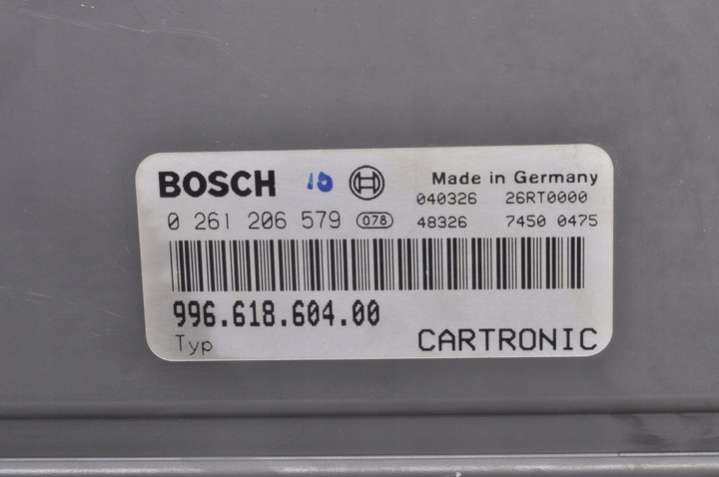 BOSCH 10 Made in Germany
040326 26RT0000
0 261 206 579 078 48326 7450 0475
996.618.604.00
Typ CARTRONIC